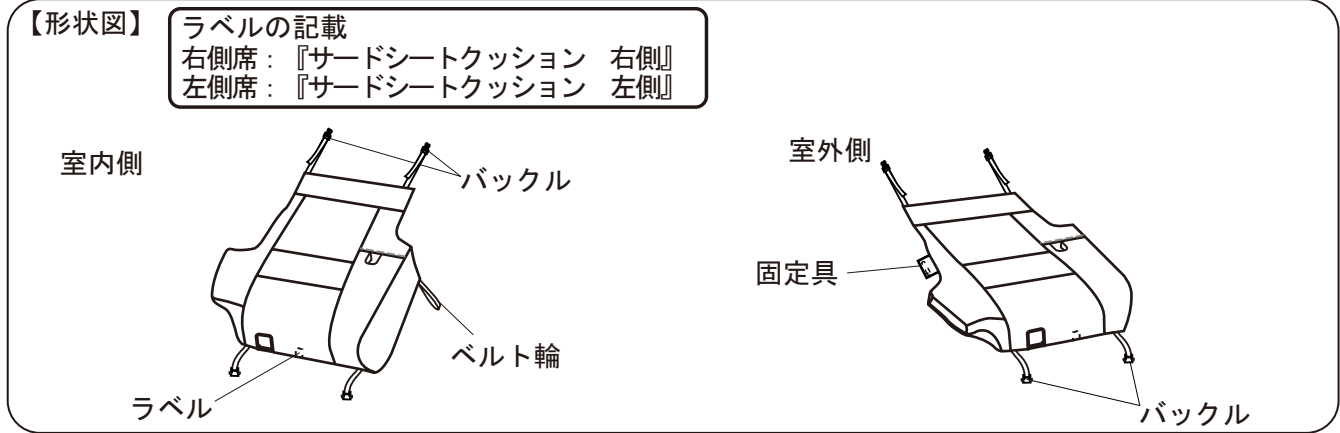 【形状図】
ラベルの記載
右側席：『サードシートクッション　右側』
左側席：『サードシートクッション　左側』
室内側
バックル
ベルト輪
ラベル
室外側
固定具
バックル